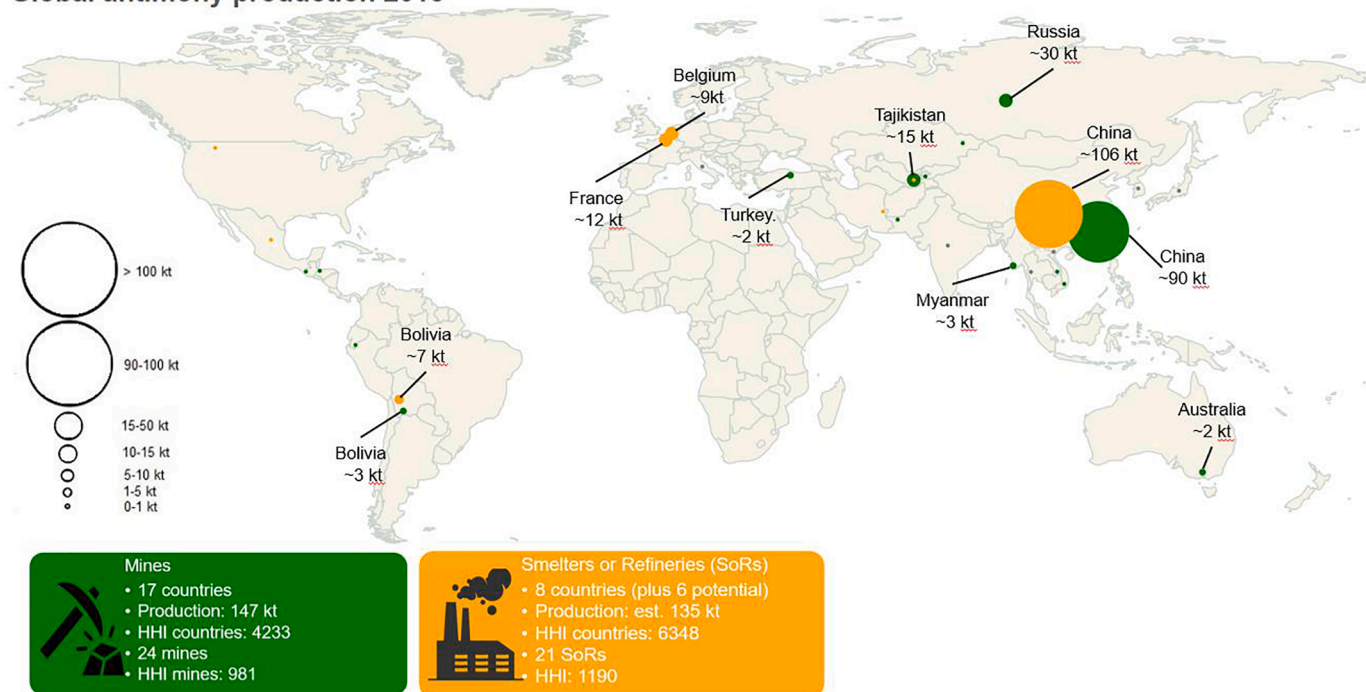 Russia
~30 kt
Belgium
~9kt
Tajikistan
~15 kt
China
~106 kt
France
~12 kt
Turkey.
~2 kt
China
~90 kt
Myanmar
~3 kt
> 100 kt
90-100 kt
15-50 kt
10-15 kt
5-10 kt
1-5 kt
0-1 kt
Bolivia
~7 kt
Bolivia
~3 kt
Australia
~2 kt
Mines
• 17 countries
• Production: 147 kt
• HHI countries: 4233
• 24 mines
• HHI mines: 981
Smelters or Refineries (SoRs)
• 8 countries (plus 6 potential)
• Production: est. 135 kt
• HHI countries: 6348
• 21 SoRs
• HHI: 1190